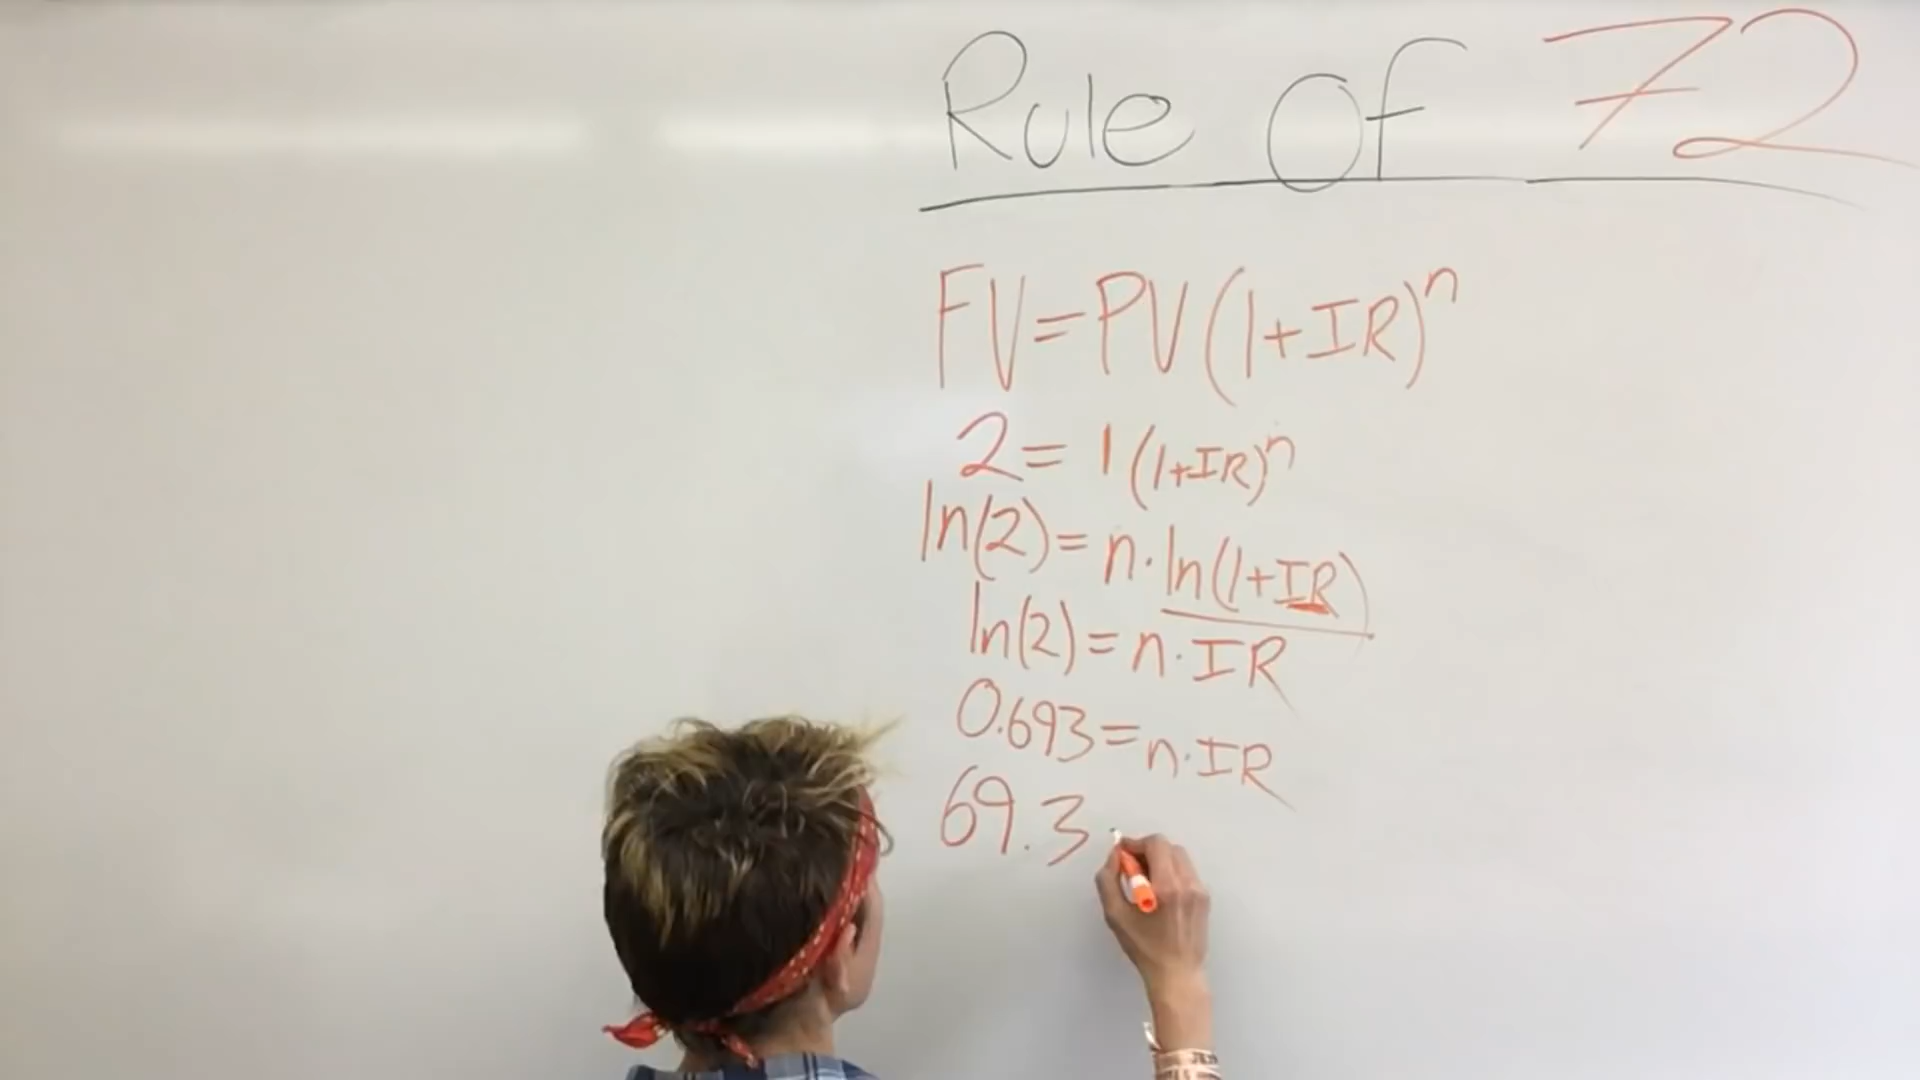 Rule Of 72
FV=PV(1+IR)ⁿ
2=1(1+IR)ⁿ
ln(2)=n·ln(1+IR)
ln(2)=n·IR
0.693=n·IR
69.3